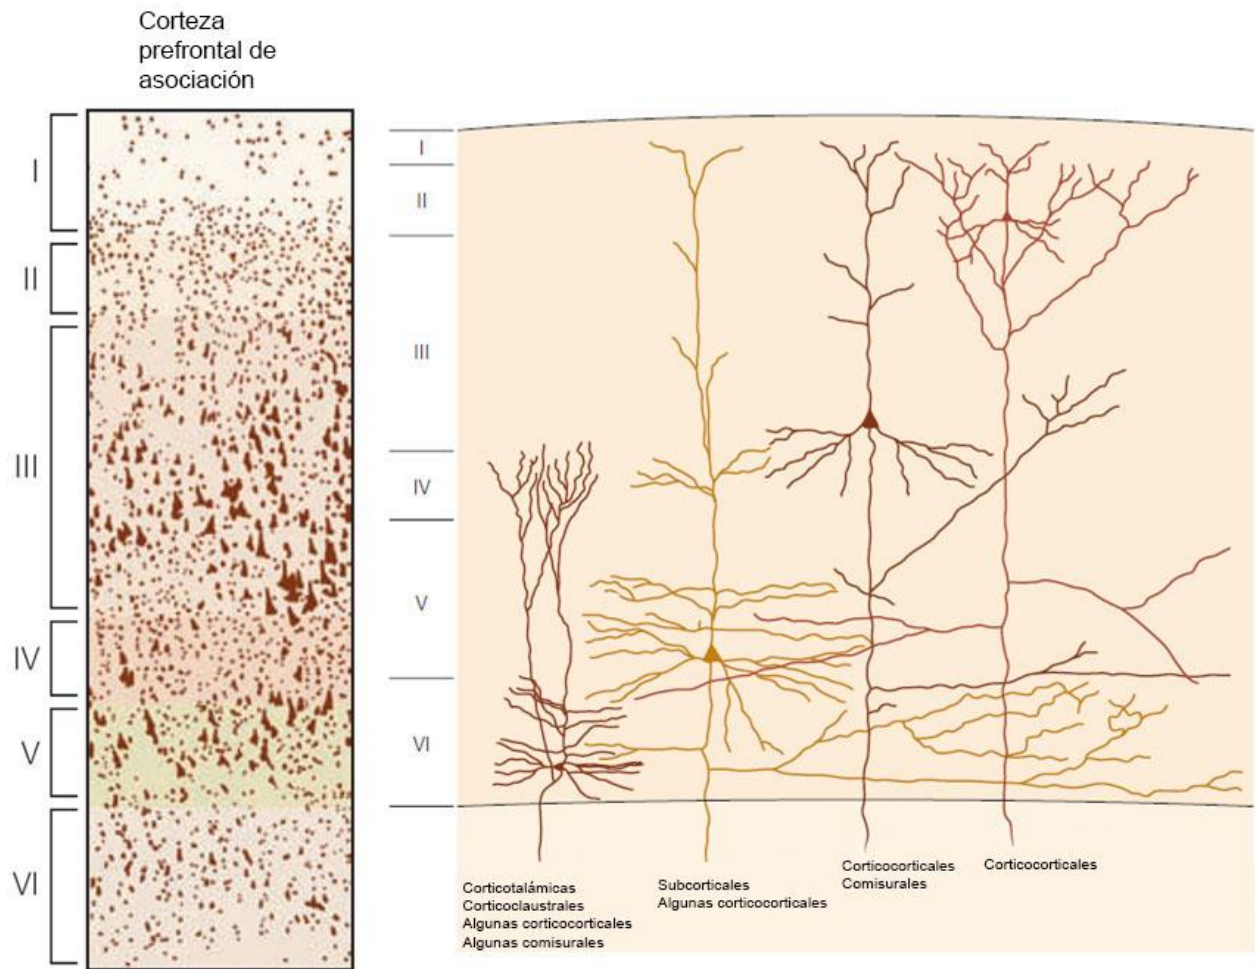 Corteza
prefrontal de
asociación
I
II
III
IV
V
VI
I
II
III
IV
V
VI
Corticotalámicas
Corticoclaustrales
Algunas corticocorticales
Algunas comisurales
Subcorticales
Algunas corticocorticales
Corticocorticales
Comisurales
Corticocorticales